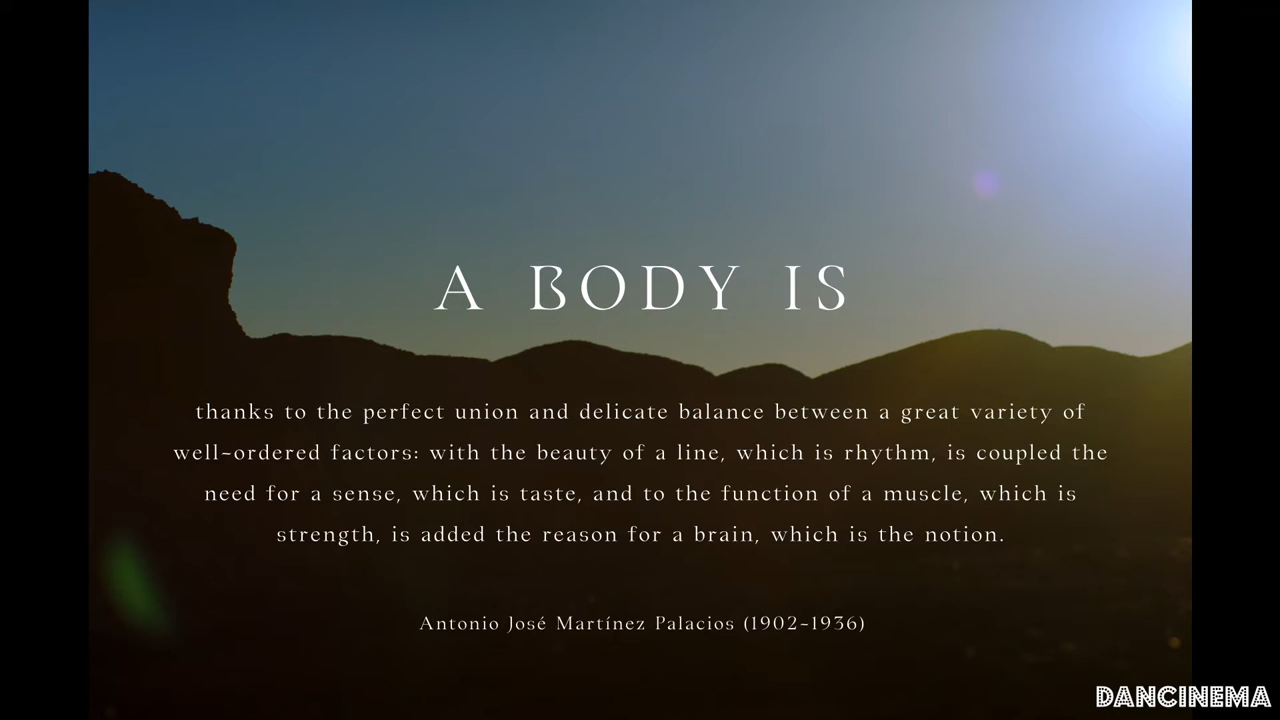 A BODY IS
thanks to the perfect union and delicate balance between a great variety of
well-ordered factors: with the beauty of a line, which is rhythm, is coupled the
need for a sense, which is taste, and to the function of a muscle, which is
strength, is added the reason for a brain, which is the notion.
Antonio José Martínez Palacios (1902-1936)
DANCINEMA